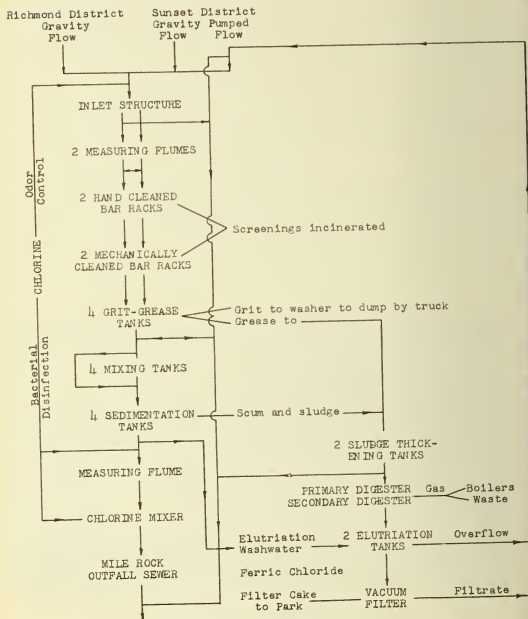 Richmond District
Gravity
Flow
Sunset District
Gravity Pumped
Flow Flow
INLET STRUCTURE
2 MEASURING FLUMES
2 HAND CLEANED
BAR RACKS
Screenings incinerated
2 MECHANICALLY
CLEANED BAR RACKS
4 GRIT-GREASE
TANKS
Grit to washer to dump by truck
Grease to
4 MIXING TANKS
4 SEDIMENTATION
TANKS
Scum and sludge
2 SLUDGE THICK-
ENING TANKS
MEASURING FLUME
PRIMARY DIGESTER
SECONDARY DIGESTER
Gas
Boilers
Waste
CHLORINE MIXER
Elutriation
Washwater
2 ELUTRIATION
TANKS
Overflow
MILE ROCK
OUTFALL SEWER
Ferric Chloride
Filter Cake
to Park
VACUUM
FILTER
Filtrate
Odor
Control
CHLORINE
Bacterial
Disinfection